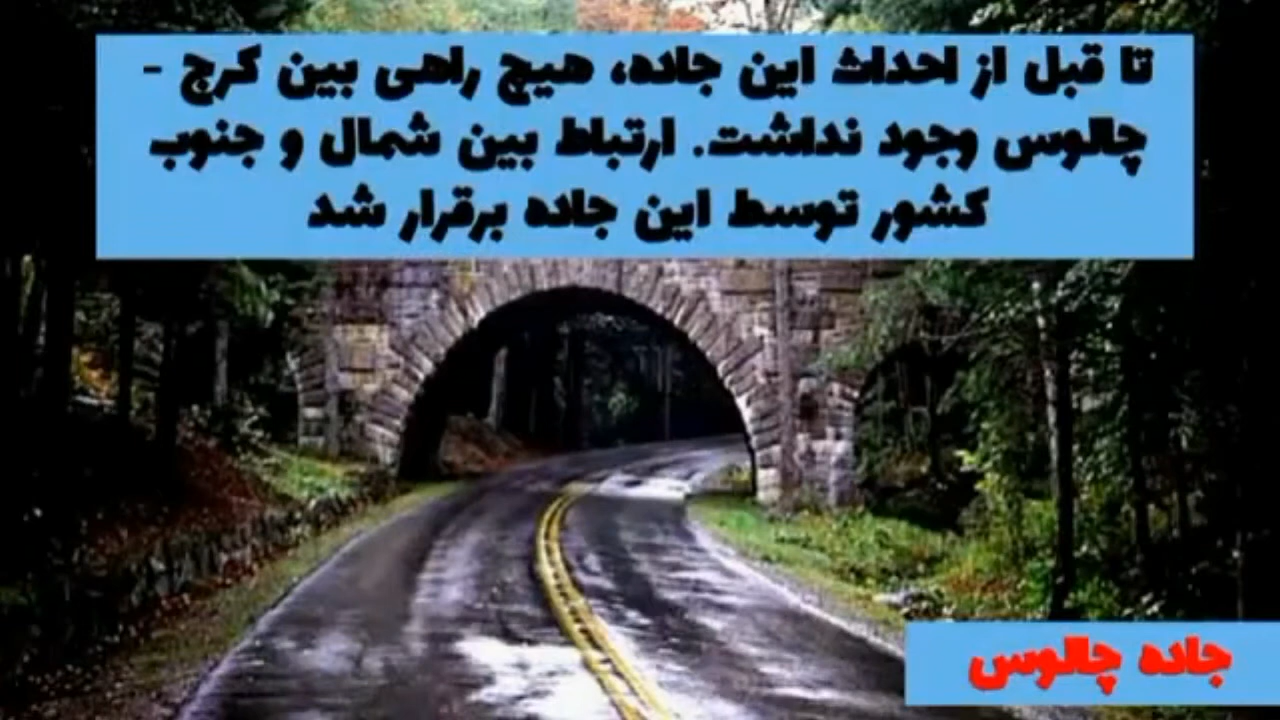 تا قبل از احداث این جاده، هیچ راهی بین کرج -
چالوس وجود نداشت. ارتباط بین شمال و جنوب
کشور توسط این جاده برقرار شد
جاده چالوس